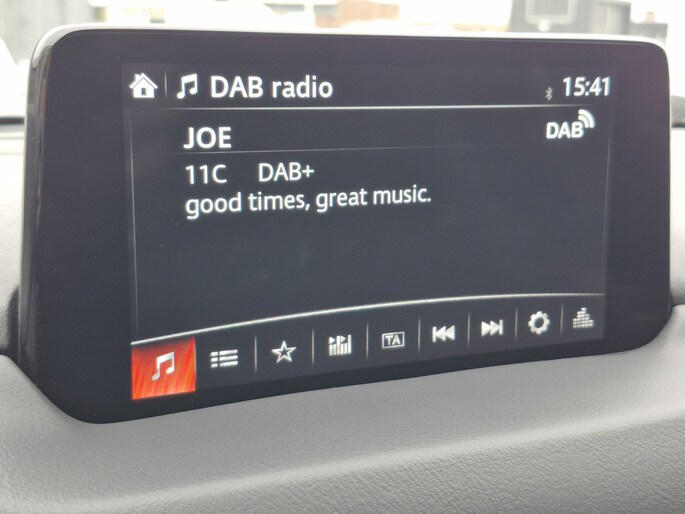 DAB radio 15:41
JOE DAB
11C DAB+
good times, great music.
TA